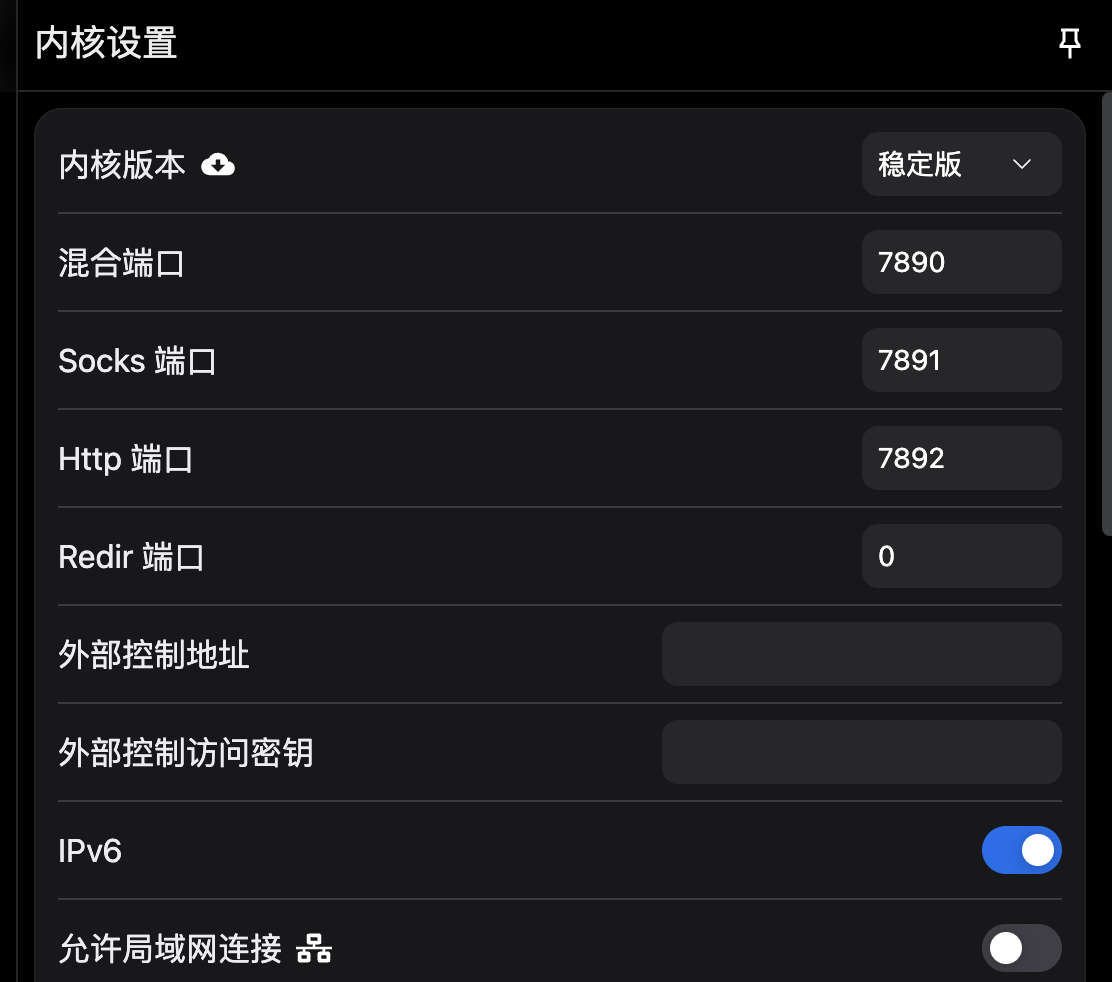 内核设置
内核版本 稳定版
混合端口 7890
Socks 端口 7891
Http 端口 7892
Redir 端口 0
外部控制地址
外部控制访问密钥
IPv6
允许局域网连接